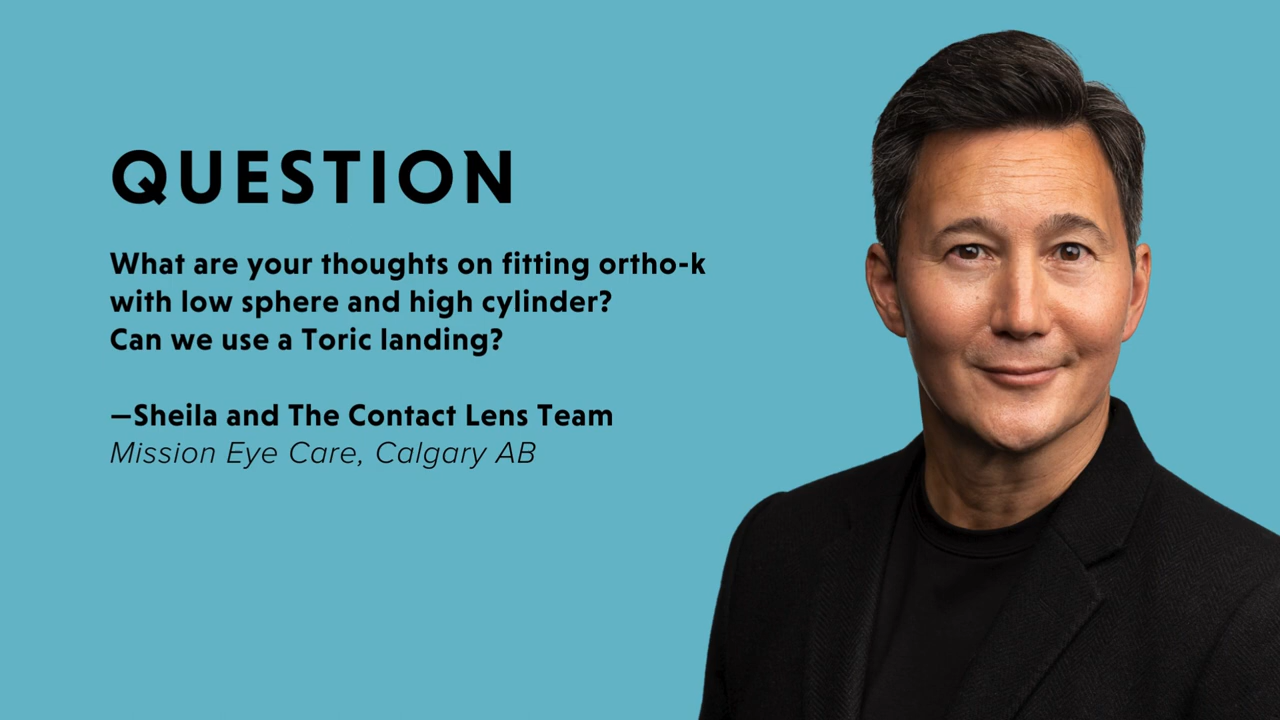 QUESTION
What are your thoughts on fitting ortho-k
with low sphere and high cylinder?
Can we use a Toric landing?
—Sheila and The Contact Lens Team
Mission Eye Care, Calgary AB